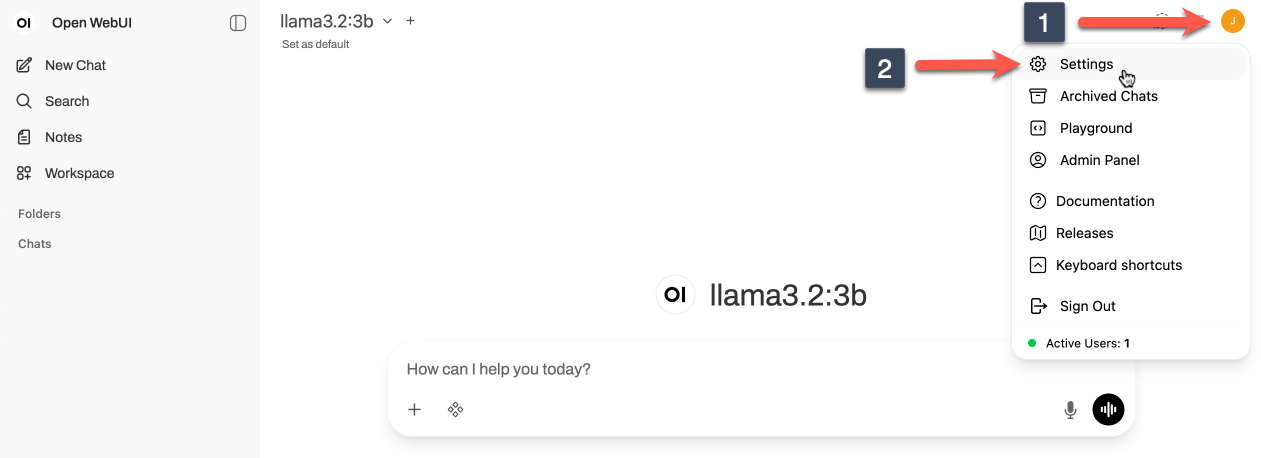 OI Open WebUI
New Chat
Search
Notes
Workspace
Folders
Chats
llama3.2:3b
Set as default
1
J
2
Settings
Archived Chats
Playground
Admin Panel
Documentation
Releases
Keyboard shortcuts
Sign Out
Active Users: 1
OI llama3.2:3b
How can I help you today?